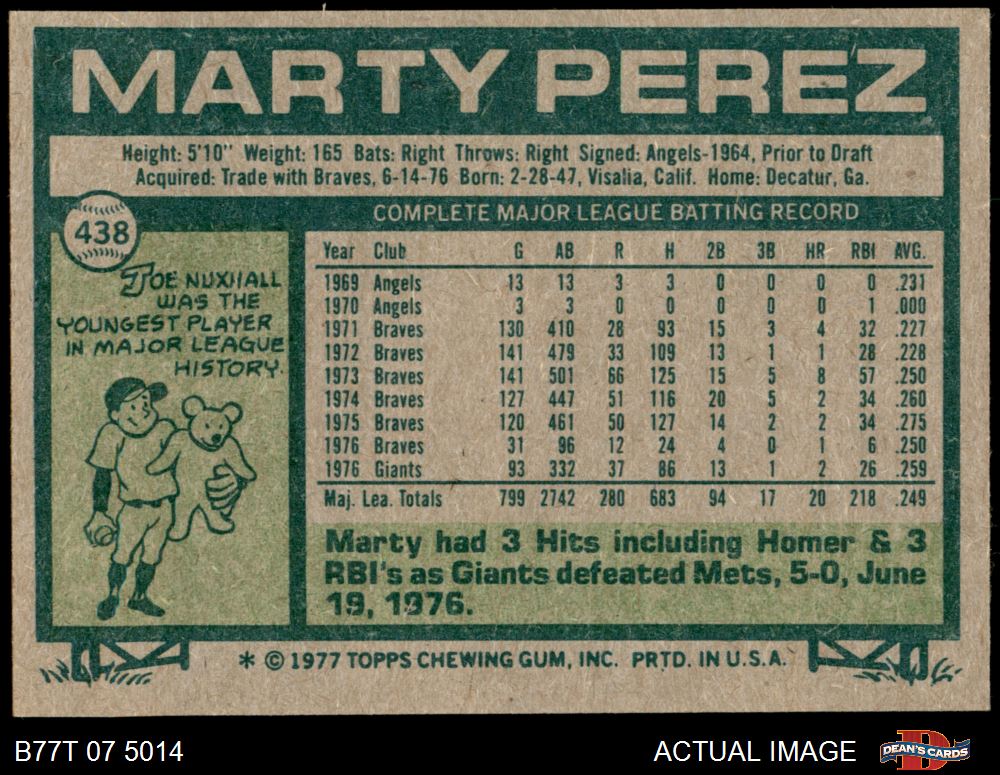 MARTY PEREZ
Height: 5'10" Weight: 165 Bats: Right Throws: Right Signed: Angels-1964, Prior to Draft
Acquired: Trade with Braves, 6-14-76 Born: 2-28-47, Visalia, Calif. Home: Decatur, Ga.
438
JOE NUXHALL
WAS THE
YOUNGEST PLAYER
IN MAJOR LEAGUE
HISTORY.
COMPLETE MAJOR LEAGUE BATTING RECORD
Year Club G AB R H 2B 3B HR RBI AVG.
1969 Angels 13 13 3 3 0 0 0 0 .231
1970 Angels 3 3 0 0 0 0 0 1 .000
1971 Braves 130 410 28 93 15 3 4 32 .227
1972 Braves 141 479 33 109 13 1 1 28 .228
1973 Braves 141 501 66 125 15 5 8 57 .250
1974 Braves 127 447 51 116 20 5 2 34 .260
1975 Braves 120 461 50 127 14 2 2 34 .275
1976 Braves 31 96 12 24 4 0 1 6 .250
1976 Giants 93 332 37 86 13 1 2 26 .259
Maj. Lea. Totals 799 2742 280 683 94 17 20 218 .249
Marty had 3 Hits including Homer & 3
RBI's as Giants defeated Mets, 5-0, June
19, 1976.
* © 1977 TOPPS CHEWING GUM, INC. PRTD. IN U.S.A.
B77T 07 5014
ACTUAL IMAGE
D
DEAN'S CARDS